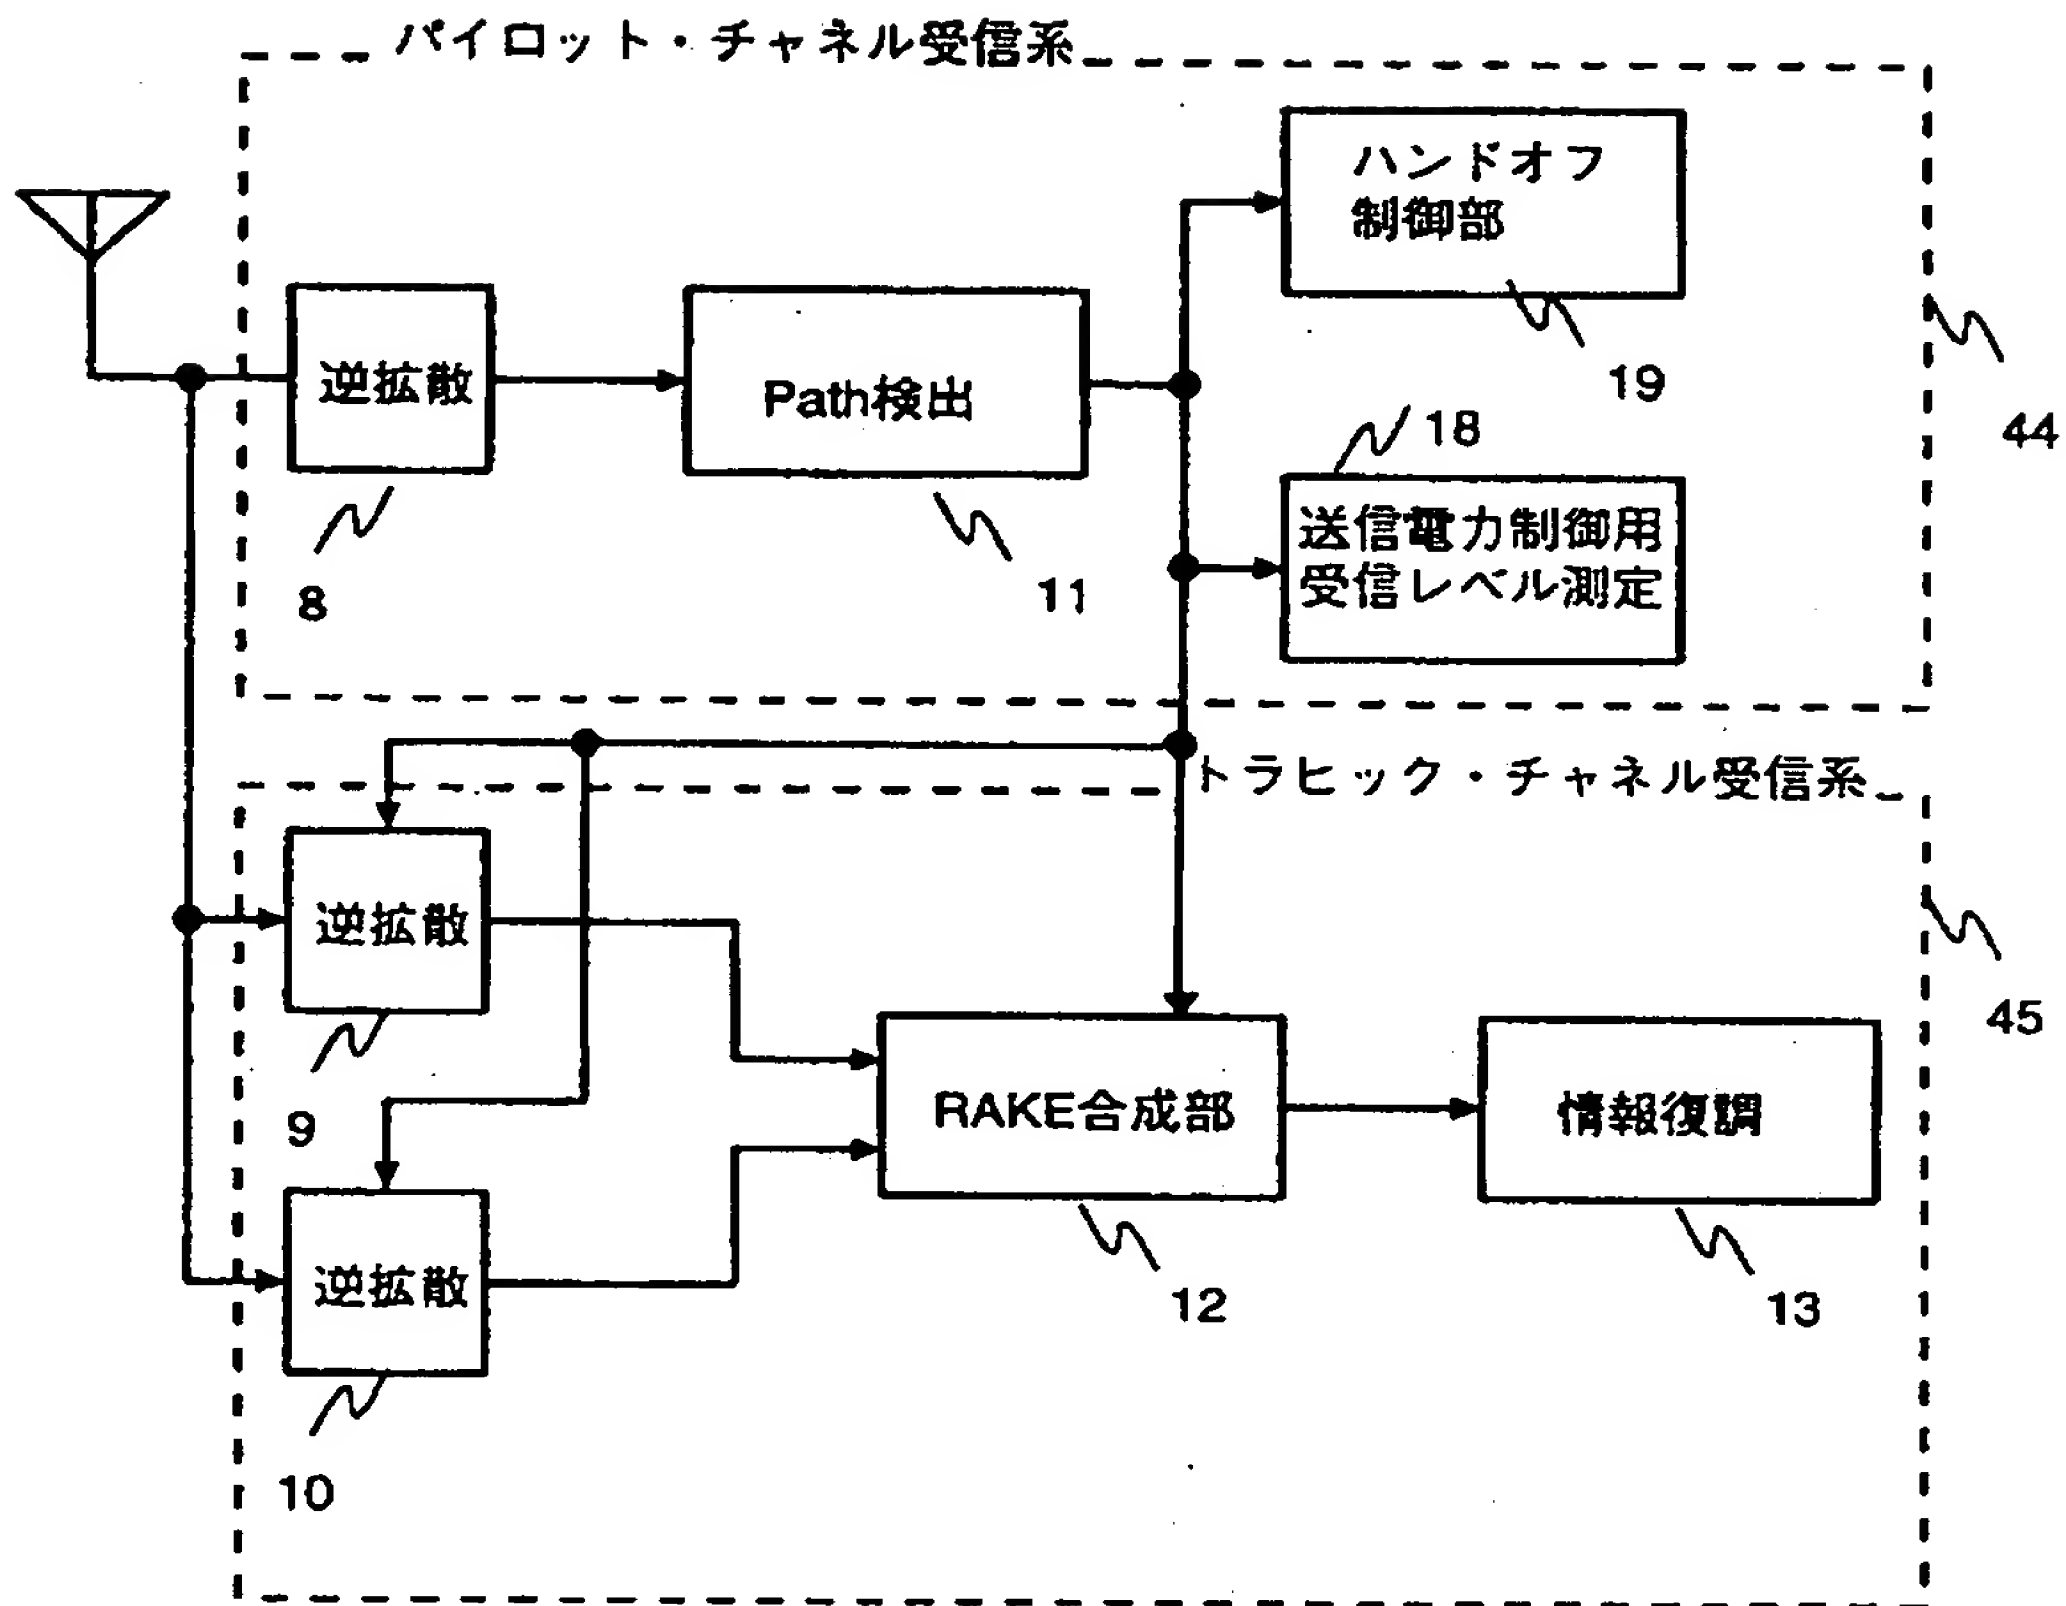 パイロット・チャネル受信系
ハンドオフ
制御部
19
44
逆拡散
8
Path検出
11
18
送信電力制御用
受信レベル測定
トラヒック・チャネル受信系
45
逆拡散
9
逆拡散
10
RAKE合成部
12
情報復調
13